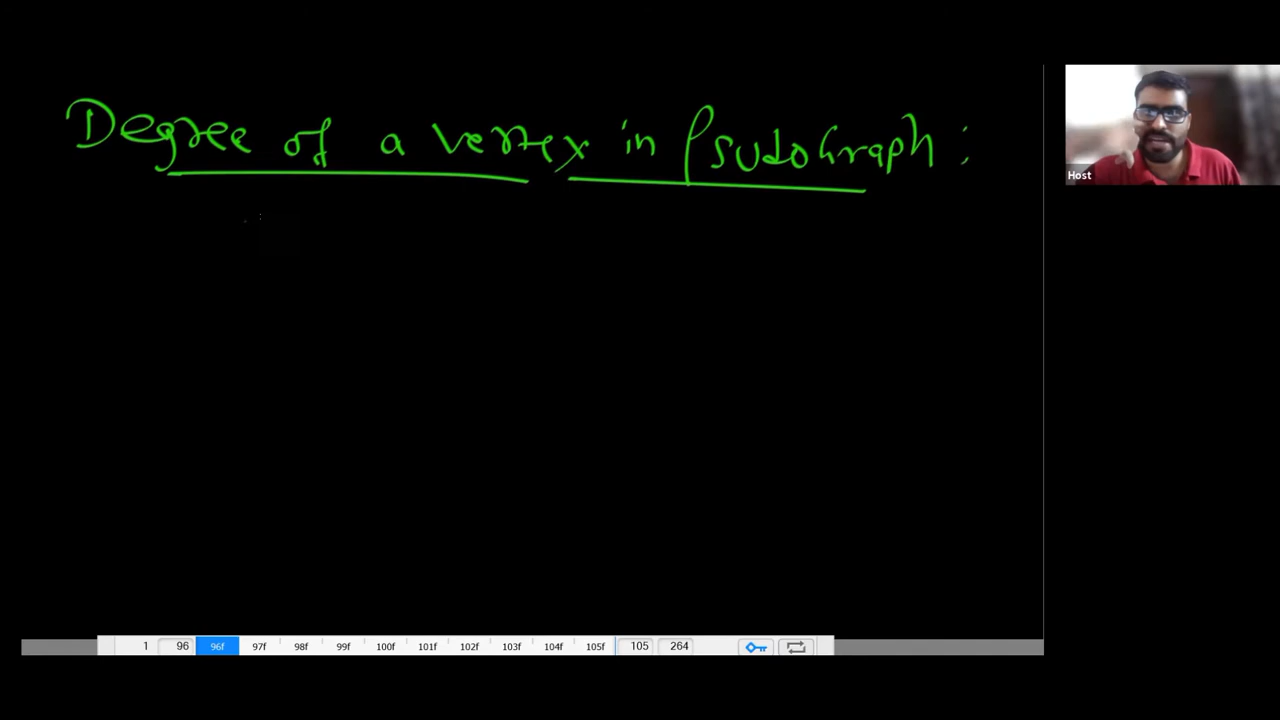 Degree of a vertex in PsudoGraph :
Host
1 96 96f 97f 98f 99f 100f 101f 102f 103f 104f 105f 105 264